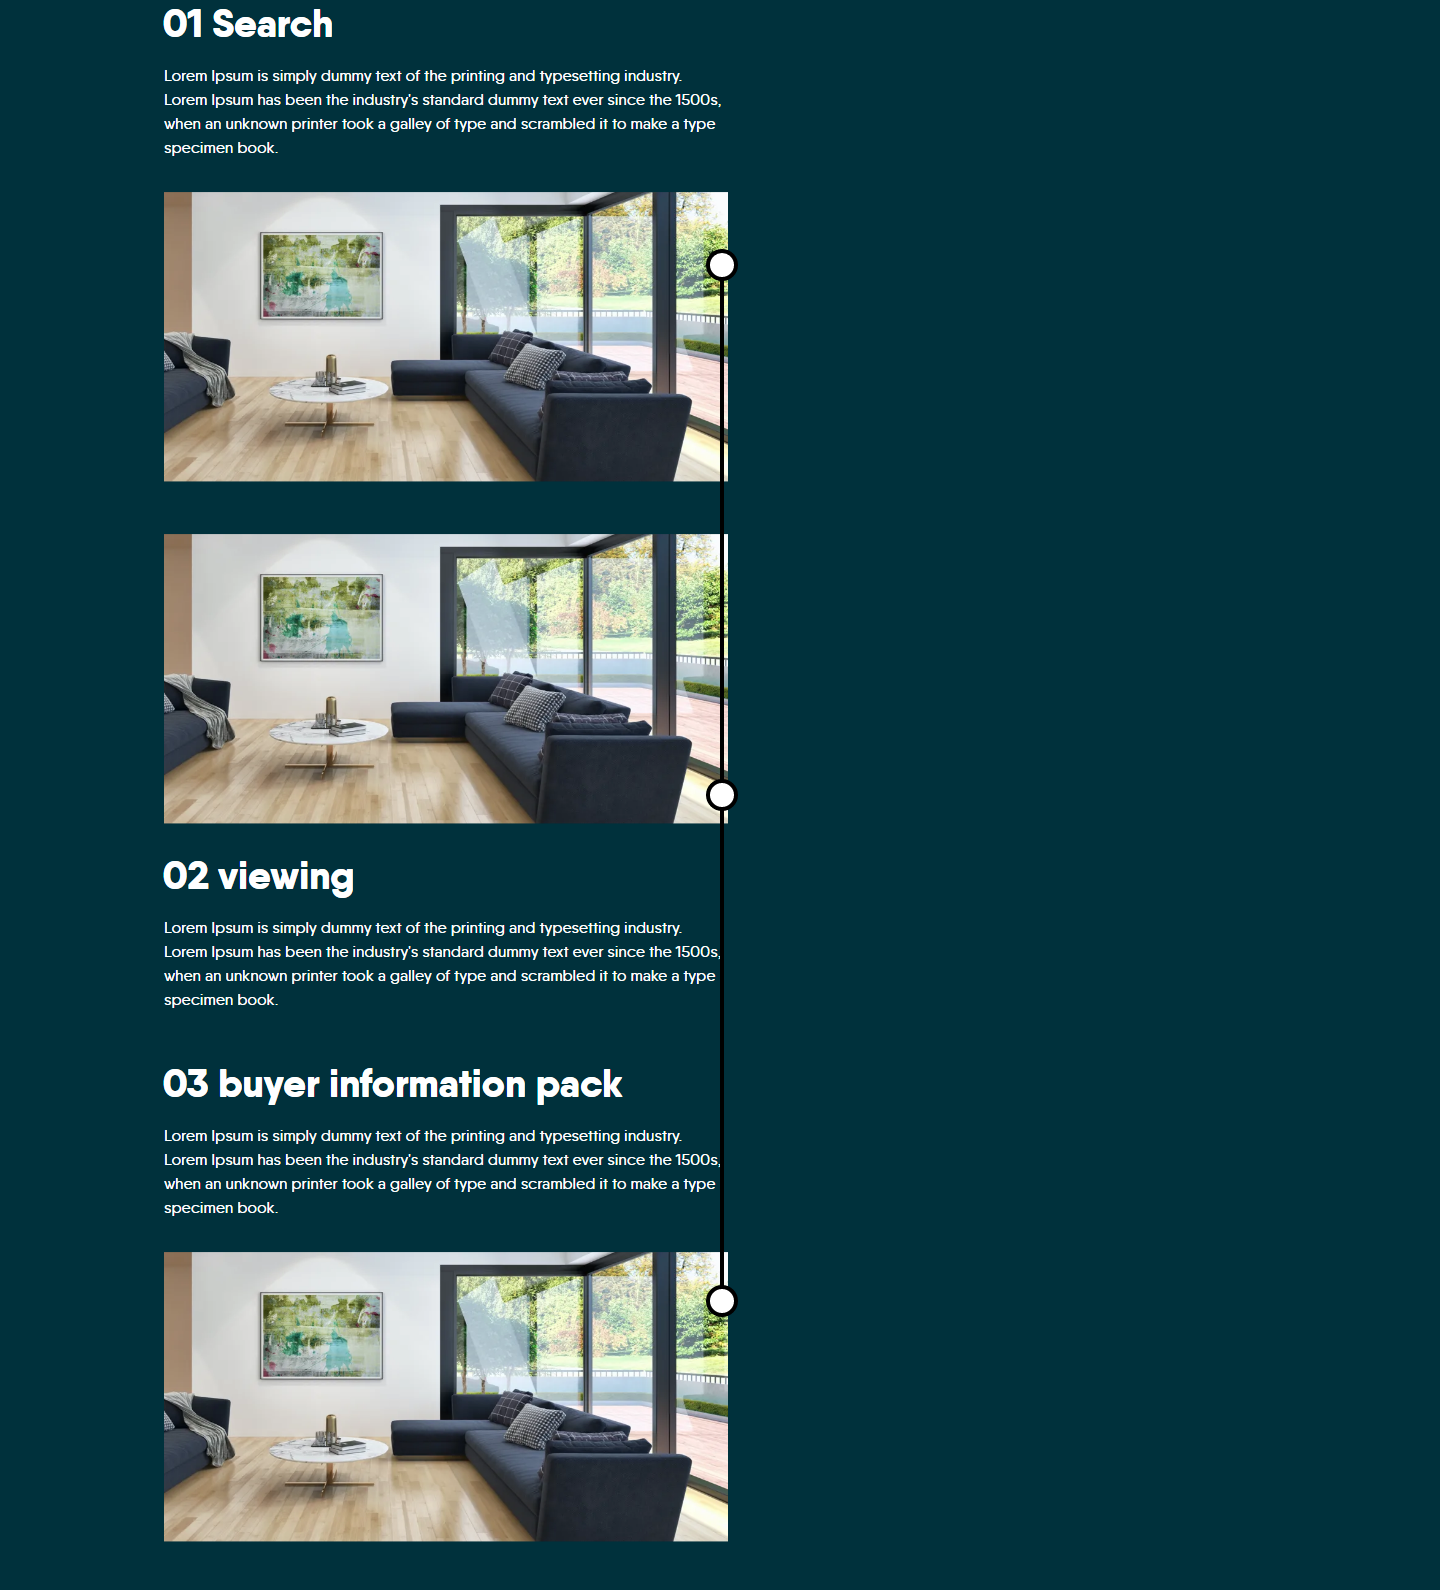 01 Search
Lorem Ipsum is simply dummy text of the printing and typesetting industry.
Lorem Ipsum has been the industry's standard dummy text ever since the 1500s,
when an unknown printer took a galley of type and scrambled it to make a type
specimen book.
02 viewing
Lorem Ipsum is simply dummy text of the printing and typesetting industry.
Lorem Ipsum has been the industry's standard dummy text ever since the 1500s,
when an unknown printer took a galley of type and scrambled it to make a type
specimen book.
03 buyer information pack
Lorem Ipsum is simply dummy text of the printing and typesetting industry.
Lorem Ipsum has been the industry's standard dummy text ever since the 1500s,
when an unknown printer took a galley of type and scrambled it to make a type
specimen book.